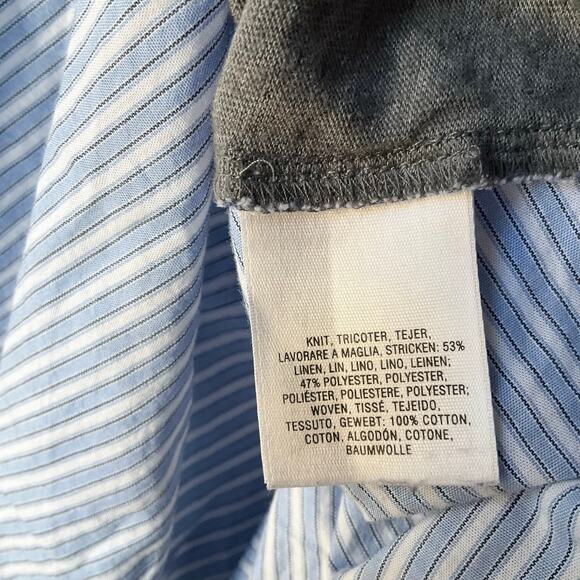 KNIT, TRICOTER, TEJER,
LAVORARE A MAGLIA, STRICKEN: 53%
LINEN, LIN, LINO, LINO, LEINEN;
47% POLYESTER, POLYESTER,
POLIÉSTER, POLIESTERE, POLYESTER;
WOVEN, TISSÉ, TEJEIDO,
TESSUTO, GEWEBT: 100% COTTON,
COTON, ALGODÓN, COTONE,
BAUMWOLLE